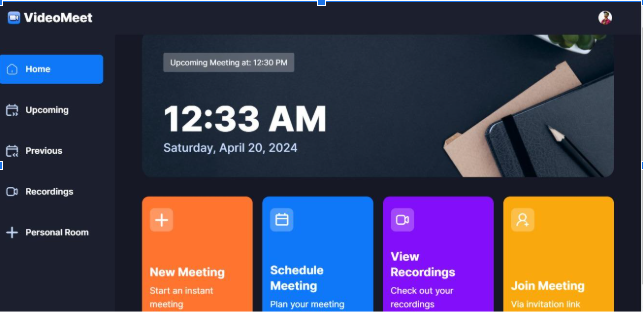 VideoMeet
Home
Upcoming
Previous
Recordings
Personal Room
Upcoming Meeting at: 12:30 PM
12:33 AM
Saturday, April 20, 2024
New Meeting
Start an instant
meeting
Schedule
Meeting
Plan your meeting
View
Recordings
Check out your
recordings
Join Meeting
Via invitation link